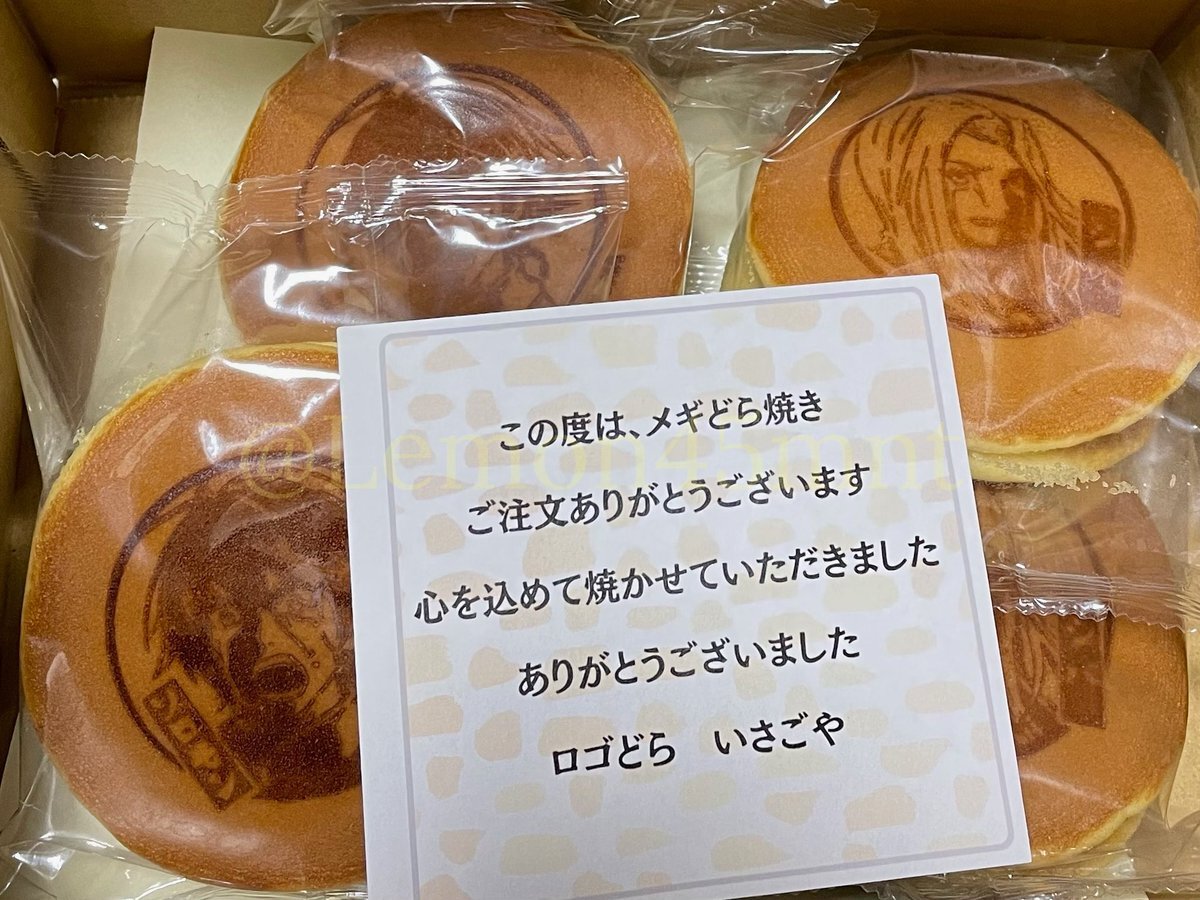 この度は、メギどら焼き
@Lemon45mnt
ご注文ありがとうございます
心を込めて焼かせていただきました
ありがとうございました
ロゴどら　いさごや